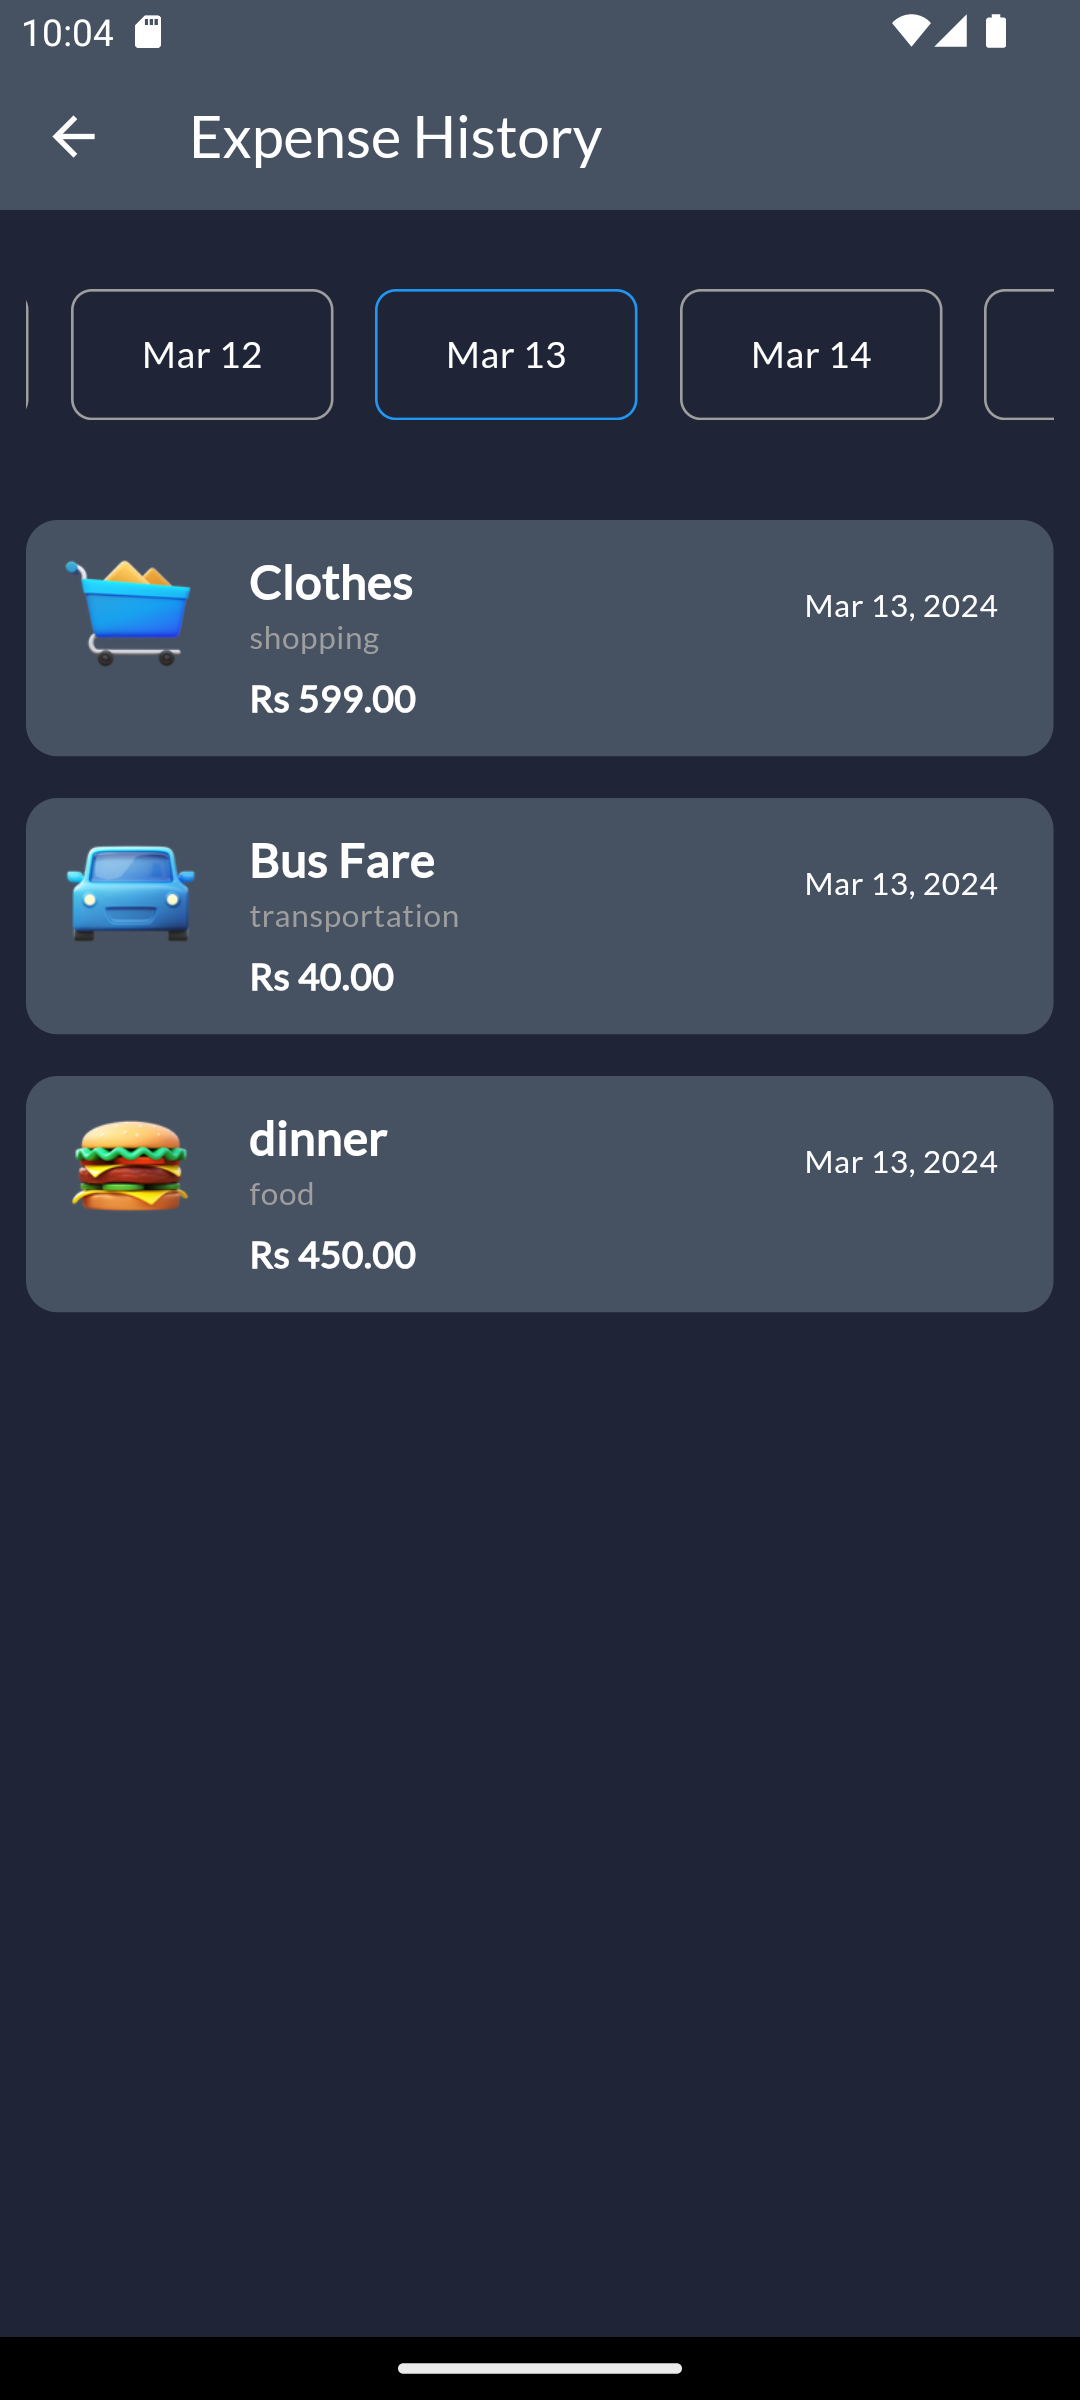 10:04
Expense History
Mar 12
Mar 13
Mar 14
Clothes
shopping
Rs 599.00
Mar 13, 2024
Bus Fare
transportation
Rs 40.00
Mar 13, 2024
dinner
food
Rs 450.00
Mar 13, 2024